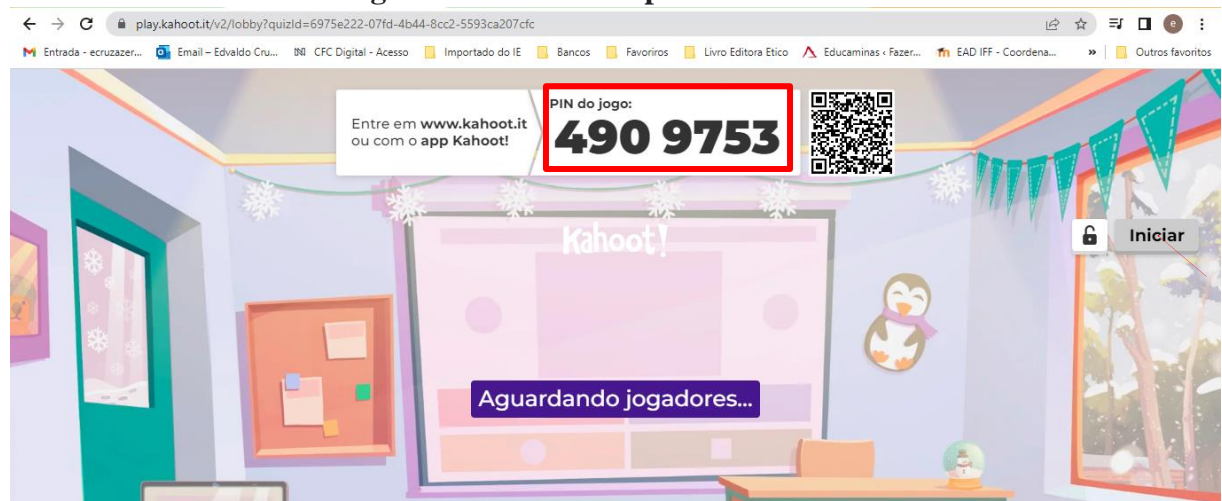 play.kahoot.it/v2/lobby?quizId=6975e222-07fd-4b44-8cc2-5593ca207cfc
e
Entrada - ecruzazer...
Email – Edvaldo Cru...
CFC Digital - Acesso
Importado do IE
Bancos
Favoriros
Livro Editora Etico
Educaminas ‹ Fazer...
EAD IFF - Coordena...
»
Outros favoritos
PIN do jogo:
Entre em www.kahoot.it
ou com o app Kahoot!
490 9753
Kahoot!
Iniciar
Aguardando jogadores...